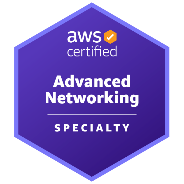 aws
certified
Advanced
Networking
SPECIALTY